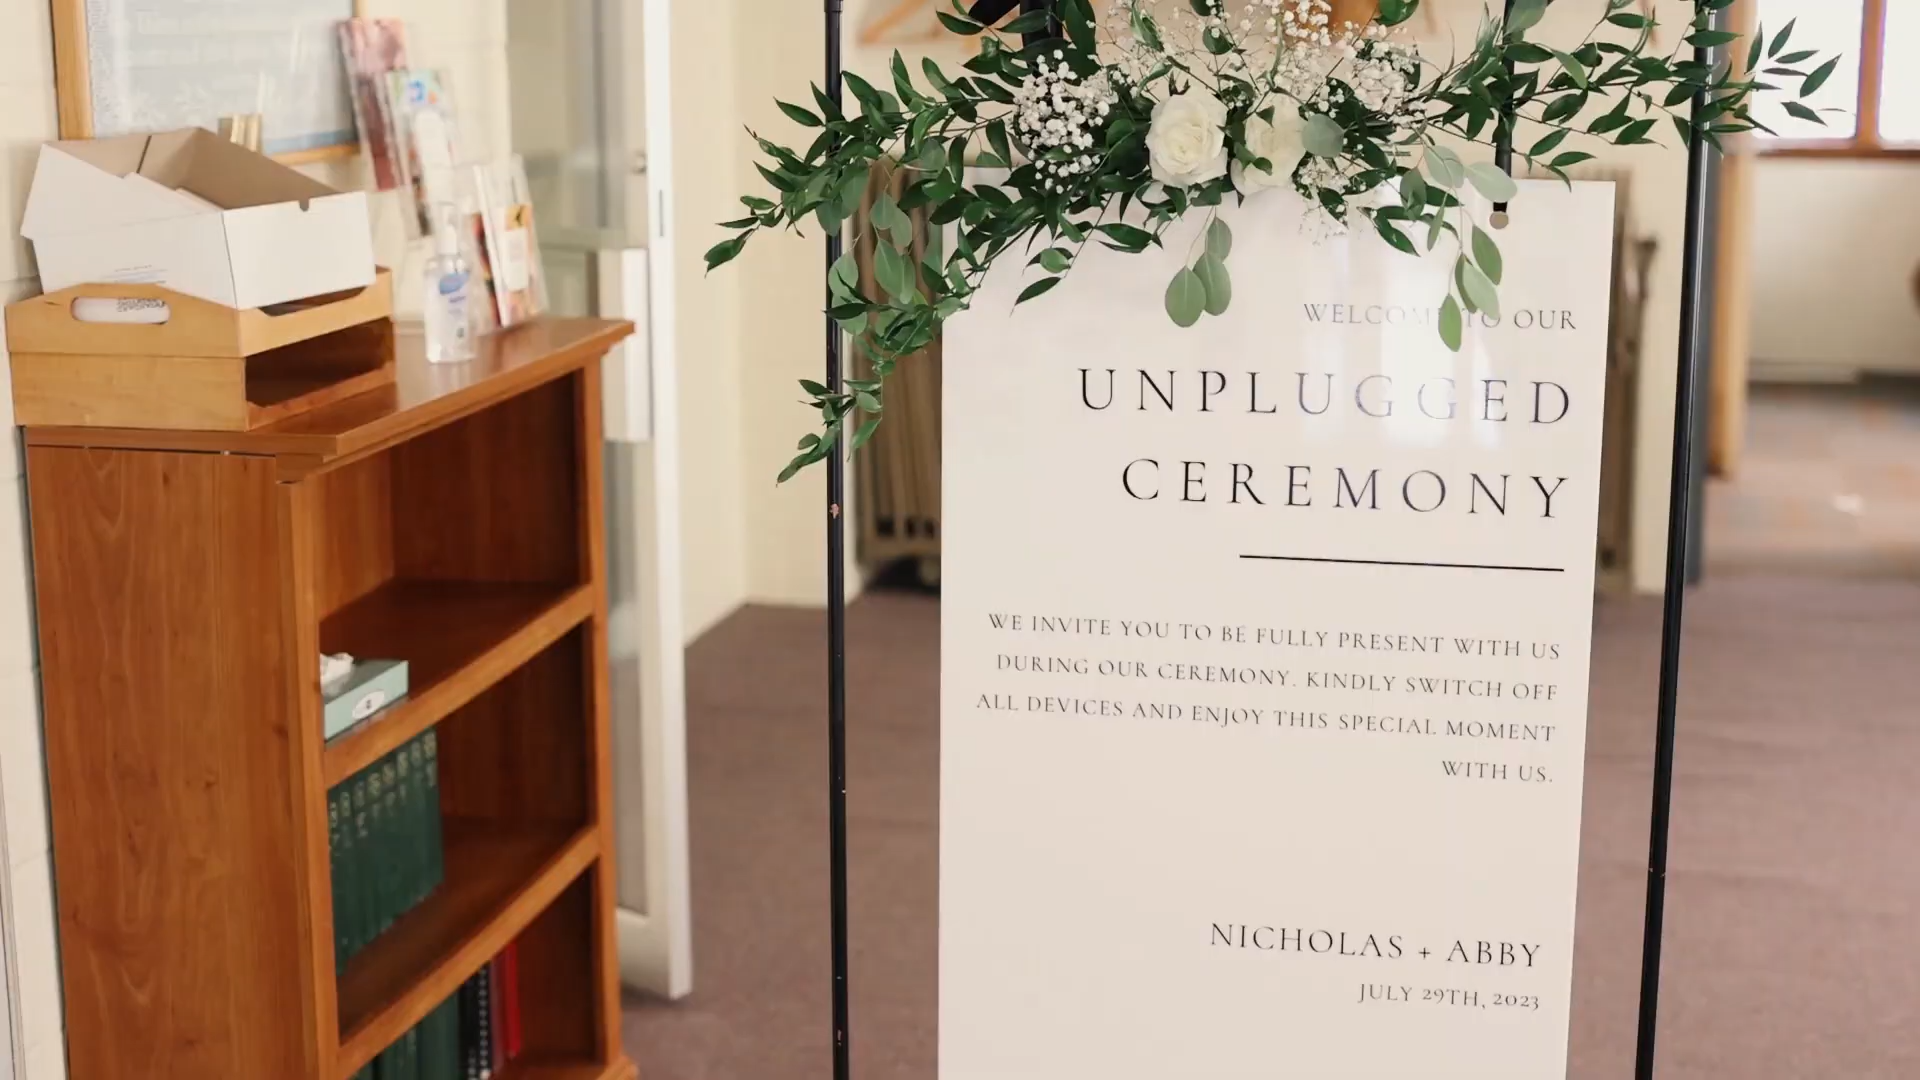 WELCOME TO OUR
UNPLUGGED
CEREMONY
WE INVITE YOU TO BE FULLY PRESENT WITH US
DURING OUR CEREMONY. KINDLY SWITCH OFF
ALL DEVICES AND ENJOY THIS SPECIAL MOMENT
WITH US.
NICHOLAS + ABBY
JULY 29TH, 2023